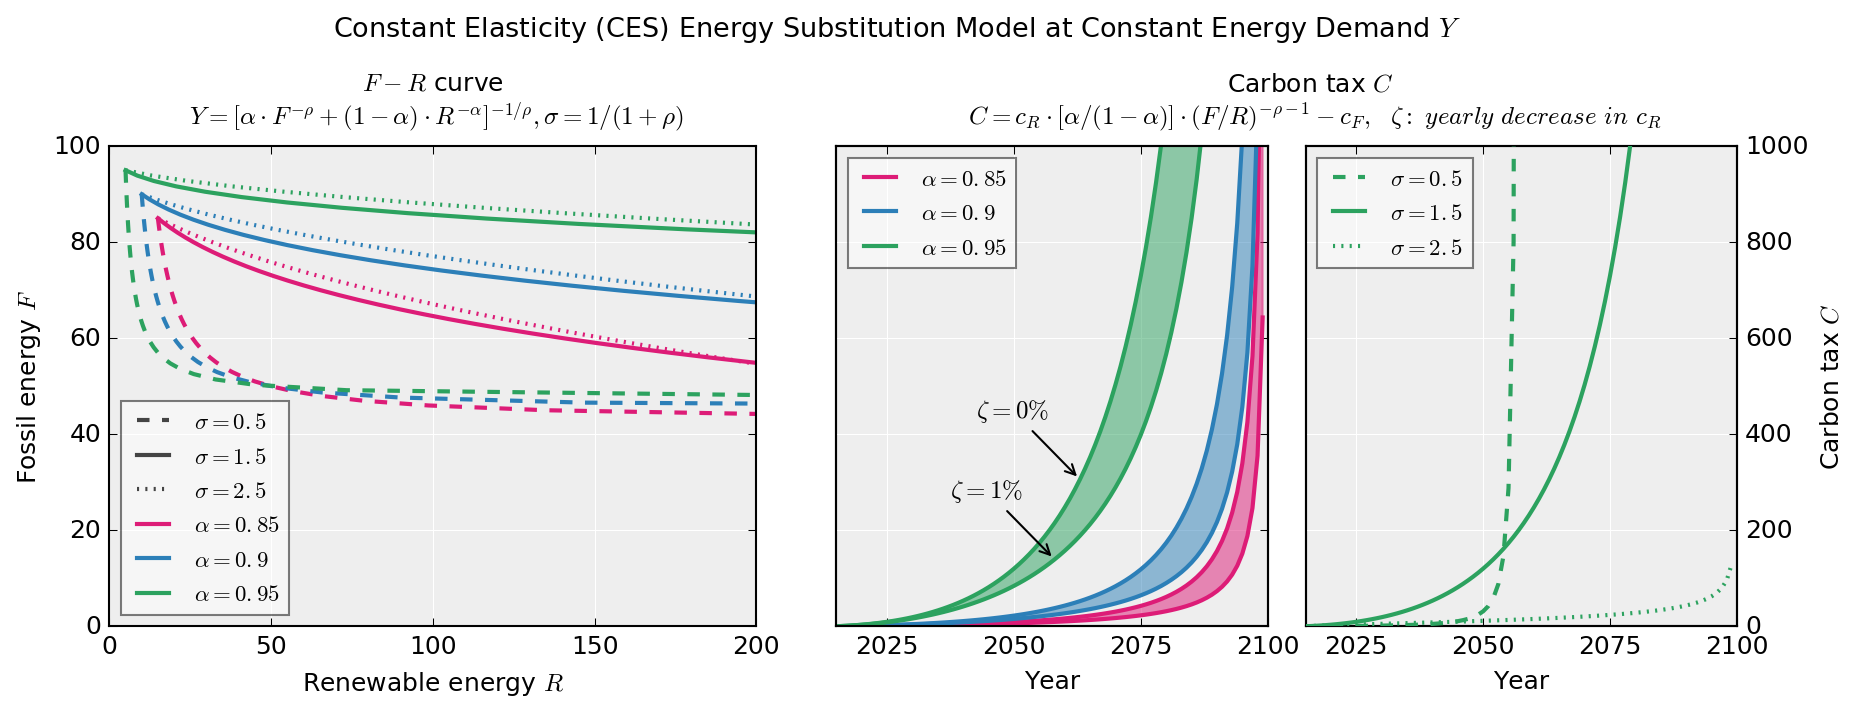 Constant Elasticity (CES) Energy Substitution Model at Constant Energy Demand Y
F − R curve
Y = [α · F^{−ρ} + (1 − α) · R^{−α}]^{−1/ρ}, σ = 1/(1 + ρ)
Fossil energy F
100
80
60
40
20
0
σ = 0.5
σ = 1.5
σ = 2.5
α = 0.85
α = 0.9
α = 0.95
0 50 100 150 200
Renewable energy R
Carbon tax C
C = c_R · [α/(1 − α)] · (F/R)^{−ρ−1} − c_F, ζ: yearly decrease in c_R
α = 0.85
α = 0.9
α = 0.95
ζ = 0%
ζ = 1%
2025 2050 2075 2100
Year
σ = 0.5
σ = 1.5
σ = 2.5
2025 2050 2075 2100
Year
1000
800
600
400
200
0
Carbon tax C